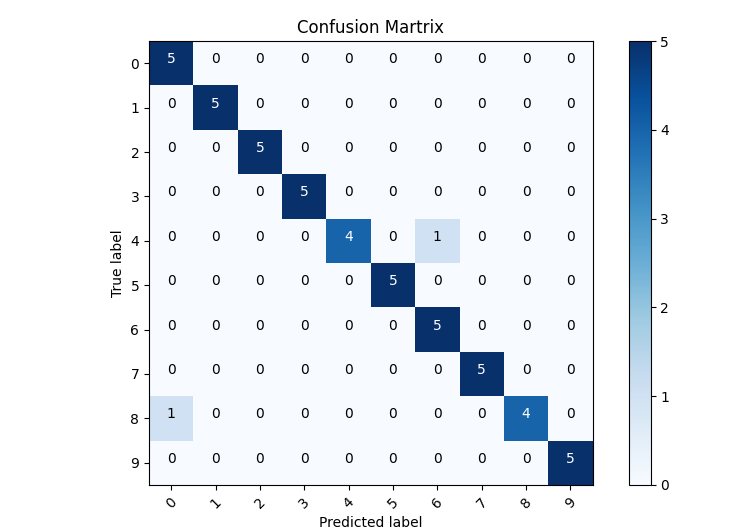 Confusion Martrix
0 5 0 0 0 0 0 0 0 0 0 5
1 0 5 0 0 0 0 0 0 0 0
2 0 0 5 0 0 0 0 0 0 0 4
3 0 0 0 5 0 0 0 0 0 0
4 0 0 0 0 4 0 1 0 0 0 3
5 0 0 0 0 0 5 0 0 0 0
6 0 0 0 0 0 0 5 0 0 0 2
7 0 0 0 0 0 0 0 5 0 0
8 1 0 0 0 0 0 0 0 4 0 1
9 0 0 0 0 0 0 0 0 0 5 0
True label
0 1 2 3 4 5 6 7 8 9
Predicted label